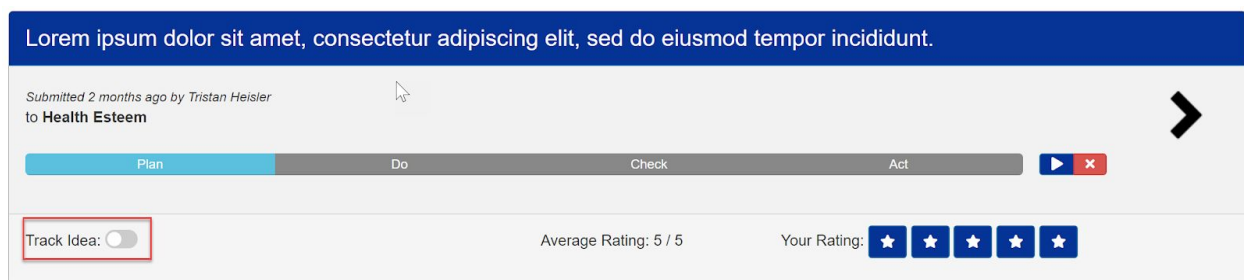 Lorem ipsum dolor sit amet, consectetur adipiscing elit, sed do eiusmod tempor incididunt.
Submitted 2 months ago by Tristan Heisler
to Health Esteem
Plan Do Check Act
Track Idea: Average Rating: 5 / 5 Your Rating: